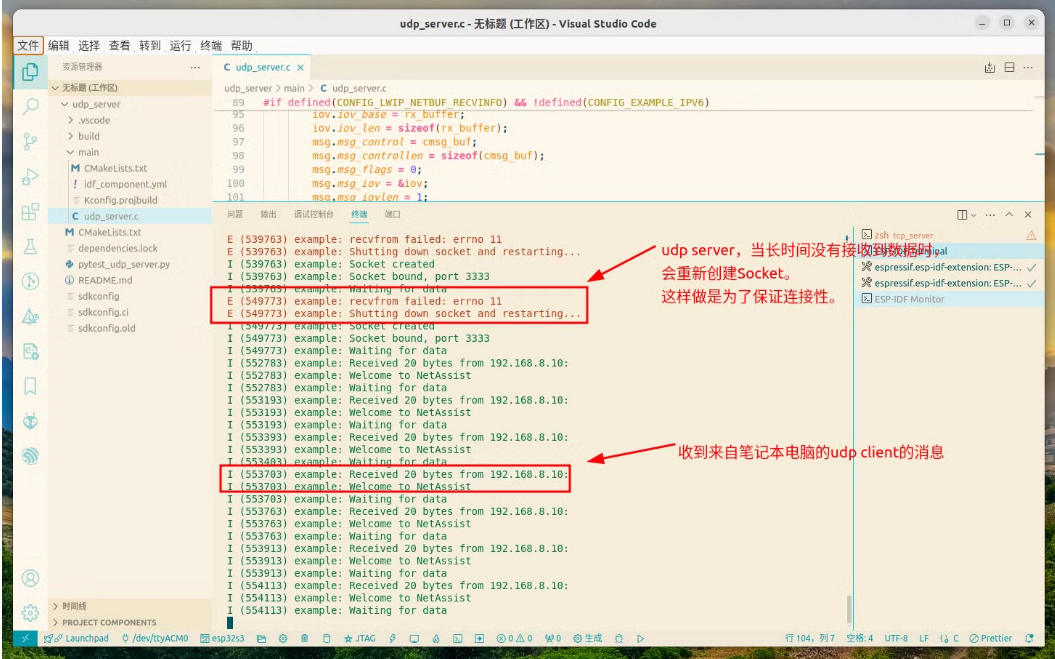 udp_server.c - 无标题 (工作区) - Visual Studio Code
文件 编辑 选择 查看 转到 运行 终端 帮助
资源管理器 ...
无标题 (工作区)
udp_server
.vscode
build
main
CMakeLists.txt
idf_component.yml
Kconfig.projbuild
udp_server.c
CMakeLists.txt
dependencies.lock
pytest_udp_server.py
README.md
sdkconfig
sdkconfig.ci
sdkconfig.old
时间线
PROJECT COMPONENTS
C udp_server.c ×
udp_server > main > C udp_server.c
89 #if defined(CONFIG_LWIP_NETBUF_RECVINFO) && !defined(CONFIG_EXAMPLE_IPV6)
95 iov.iov_base = rx_buffer;
96 iov.iov_len = sizeof(rx_buffer);
97 msg.msg_control = cmsg_buf;
98 msg.msg_controllen = sizeof(cmsg_buf);
99 msg.msg_flags = 0;
100 msg.msg_iov = &iov;
101 msg.msg_iovlen = 1;
问题 输出 调试控制台 终端 端口
E (539763) example: recvfrom failed: errno 11
E (539763) example: Shutting down socket and restarting...
I (539763) example: Socket created
I (539763) example: Socket bound, port 3333
I (539763) example: Waiting for data
E (549773) example: recvfrom failed: errno 11
E (549773) example: Shutting down socket and restarting...
I (549773) example: Socket created
I (549773) example: Socket bound, port 3333
I (549773) example: Waiting for data
I (552783) example: Received 20 bytes from 192.168.8.10:
I (552783) example: Welcome to NetAssist
I (552783) example: Waiting for data
I (553193) example: Received 20 bytes from 192.168.8.10:
I (553193) example: Welcome to NetAssist
I (553193) example: Waiting for data
I (553393) example: Received 20 bytes from 192.168.8.10:
I (553393) example: Welcome to NetAssist
I (553403) example: Waiting for data
I (553703) example: Received 20 bytes from 192.168.8.10:
I (553703) example: Welcome to NetAssist
I (553703) example: Waiting for data
I (553763) example: Received 20 bytes from 192.168.8.10:
I (553763) example: Welcome to NetAssist
I (553763) example: Waiting for data
I (553913) example: Received 20 bytes from 192.168.8.10:
I (553913) example: Welcome to NetAssist
I (553913) example: Waiting for data
I (554113) example: Received 20 bytes from 192.168.8.10:
I (554113) example: Welcome to NetAssist
I (554113) example: Waiting for data
udp server，当长时间没有接收到数据时
会重新创建Socket。
这样做是为了保证连接性。
收到来自笔记本电脑的udp client的消息
zsh tcp_server
espressif.esp-idf-extension: ESP-...
espressif.esp-idf-extension: ESP-...
ESP-IDF Monitor
Launchpad /dev/ttyACM0 esp32s3 JTAG 0 0 0 生成 行 104, 列 7 空格: 4 UTF-8 LF C Prettier